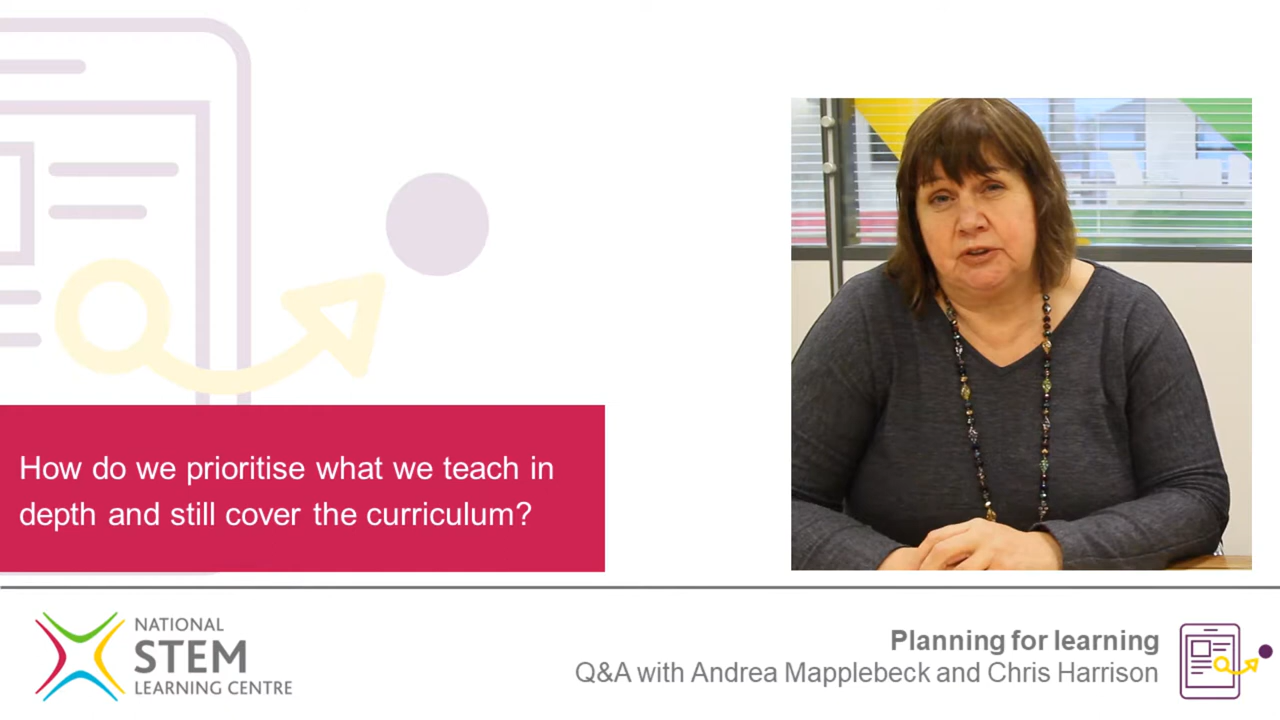 How do we prioritise what we teach in
depth and still cover the curriculum?
NATIONAL
STEM
LEARNING CENTRE
Planning for learning
Q&A with Andrea Mapplebeck and Chris Harrison